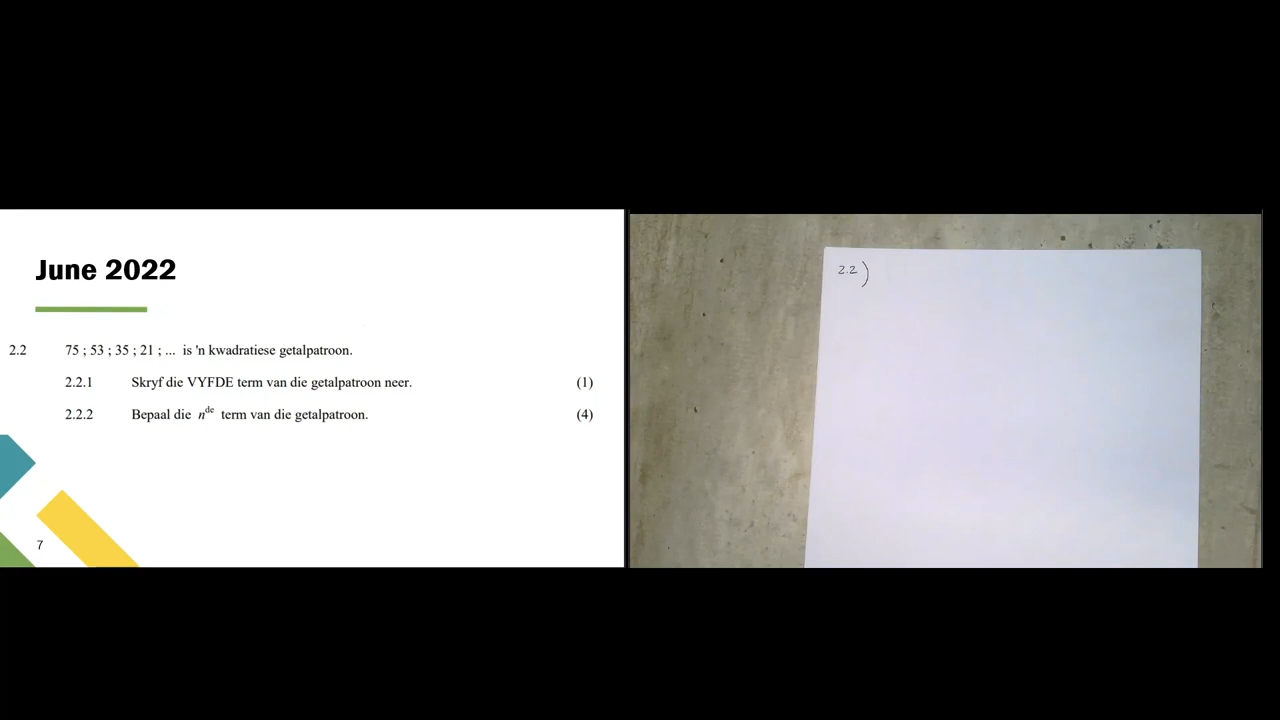 June 2022
2.2 75 ; 53 ; 35 ; 21 ; ... is 'n kwadratiese getalpatroon.
2.2.1 Skryf die VYFDE term van die getalpatroon neer. (1)
2.2.2 Bepaal die nde term van die getalpatroon. (4)
7
2.2)